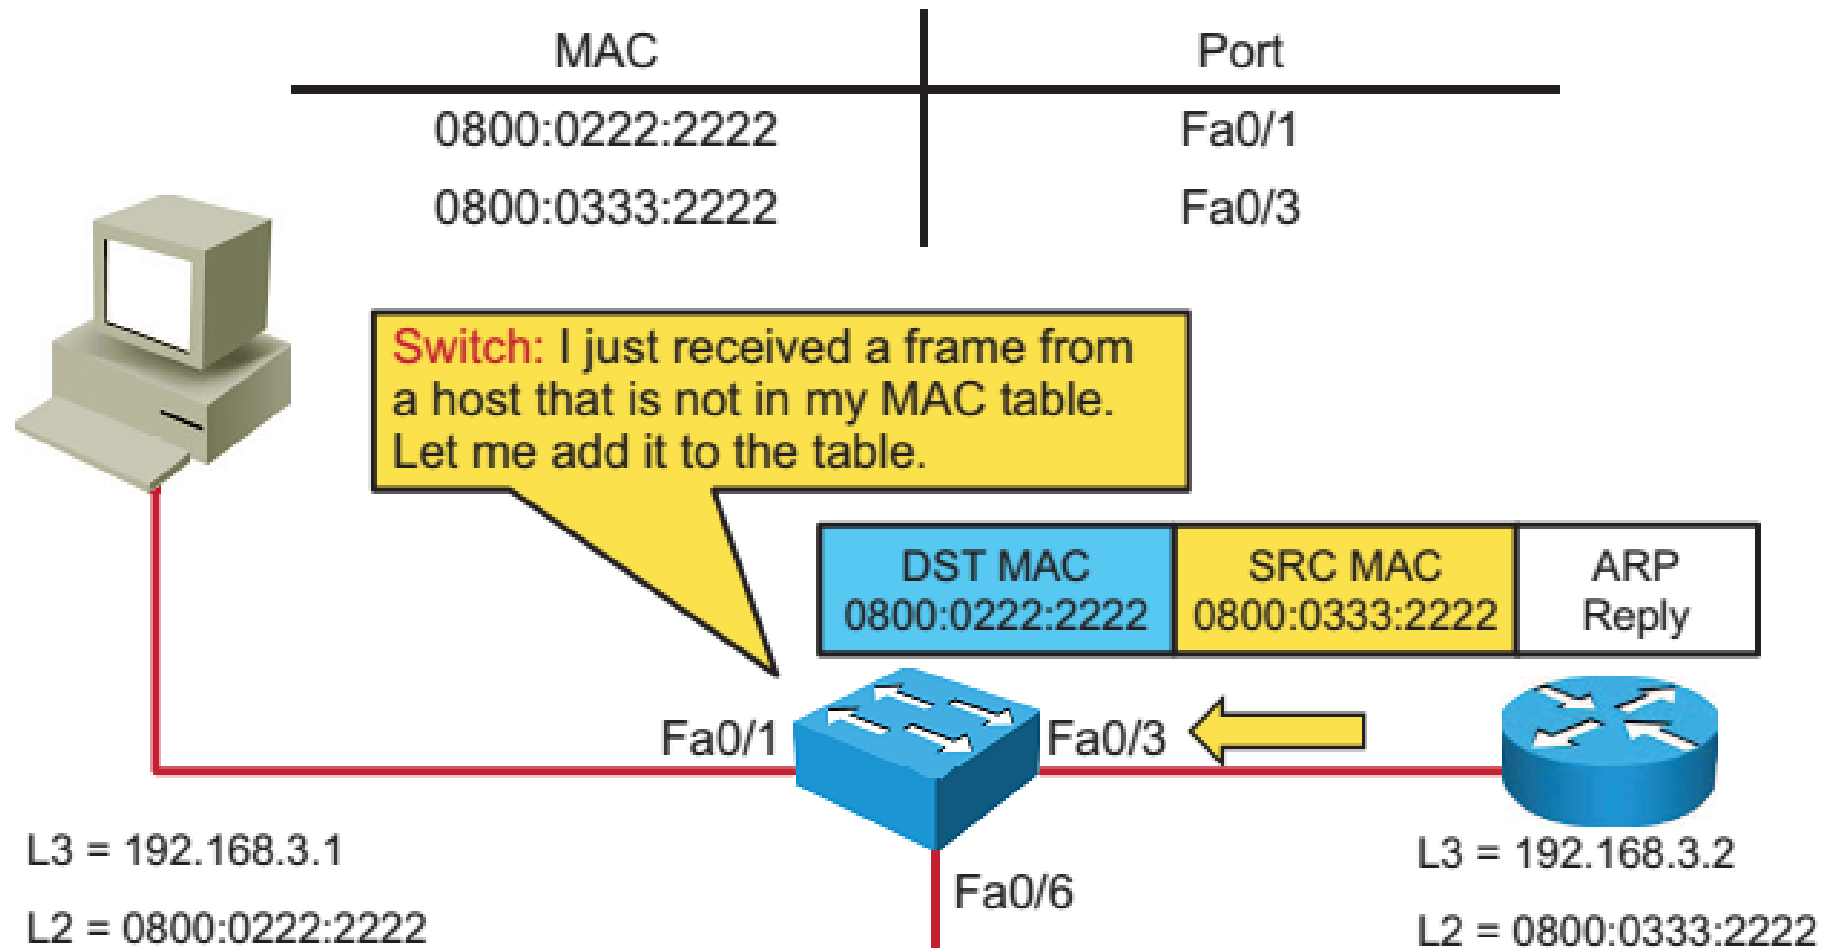 MAC Port
0800:0222:2222 Fa0/1
0800:0333:2222 Fa0/3
Switch: I just received a frame from
a host that is not in my MAC table.
Let me add it to the table.
DST MAC SRC MAC ARP
0800:0222:2222 0800:0333:2222 Reply
Fa0/1 Fa0/3
L3 = 192.168.3.1 L3 = 192.168.3.2
Fa0/6
L2 = 0800:0222:2222 L2 = 0800:0333:2222